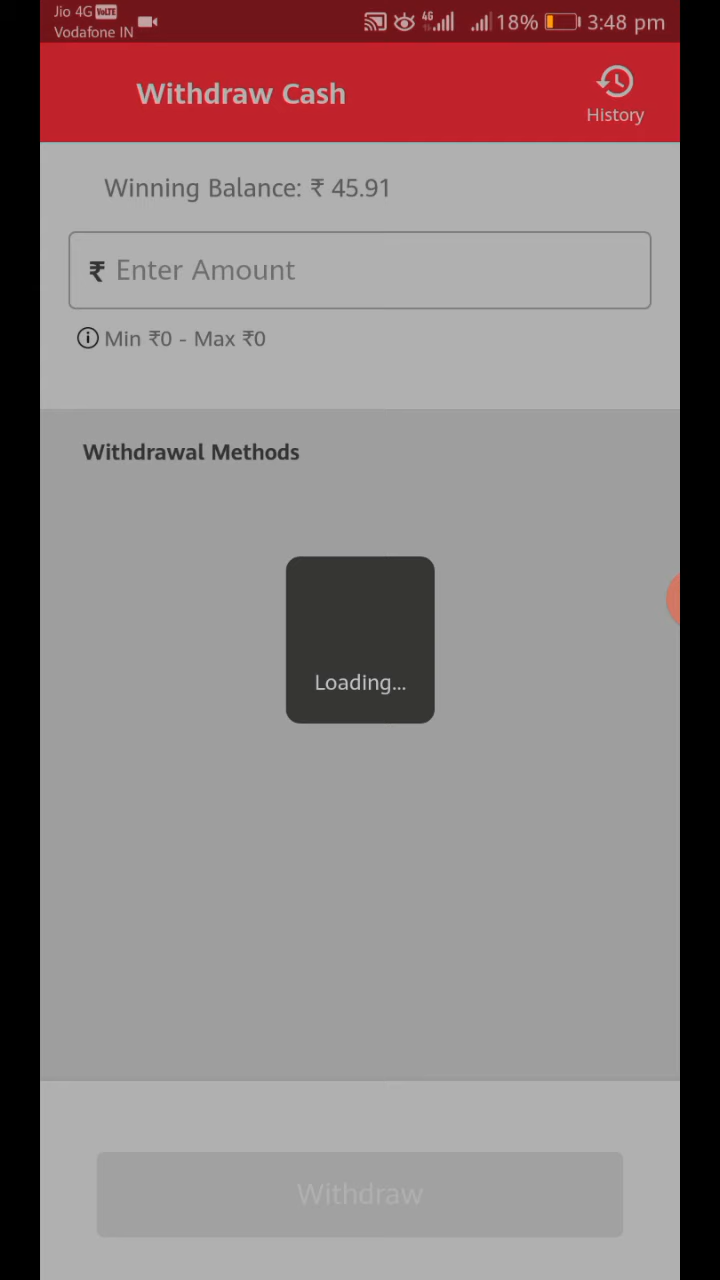 Jio 4G VoLTE
Vodafone IN
4G 18% 3:48 pm
Withdraw Cash
History
Winning Balance: ₹ 45.91
₹ Enter Amount
Min ₹0 - Max ₹0
Withdrawal Methods
Loading...
Withdraw